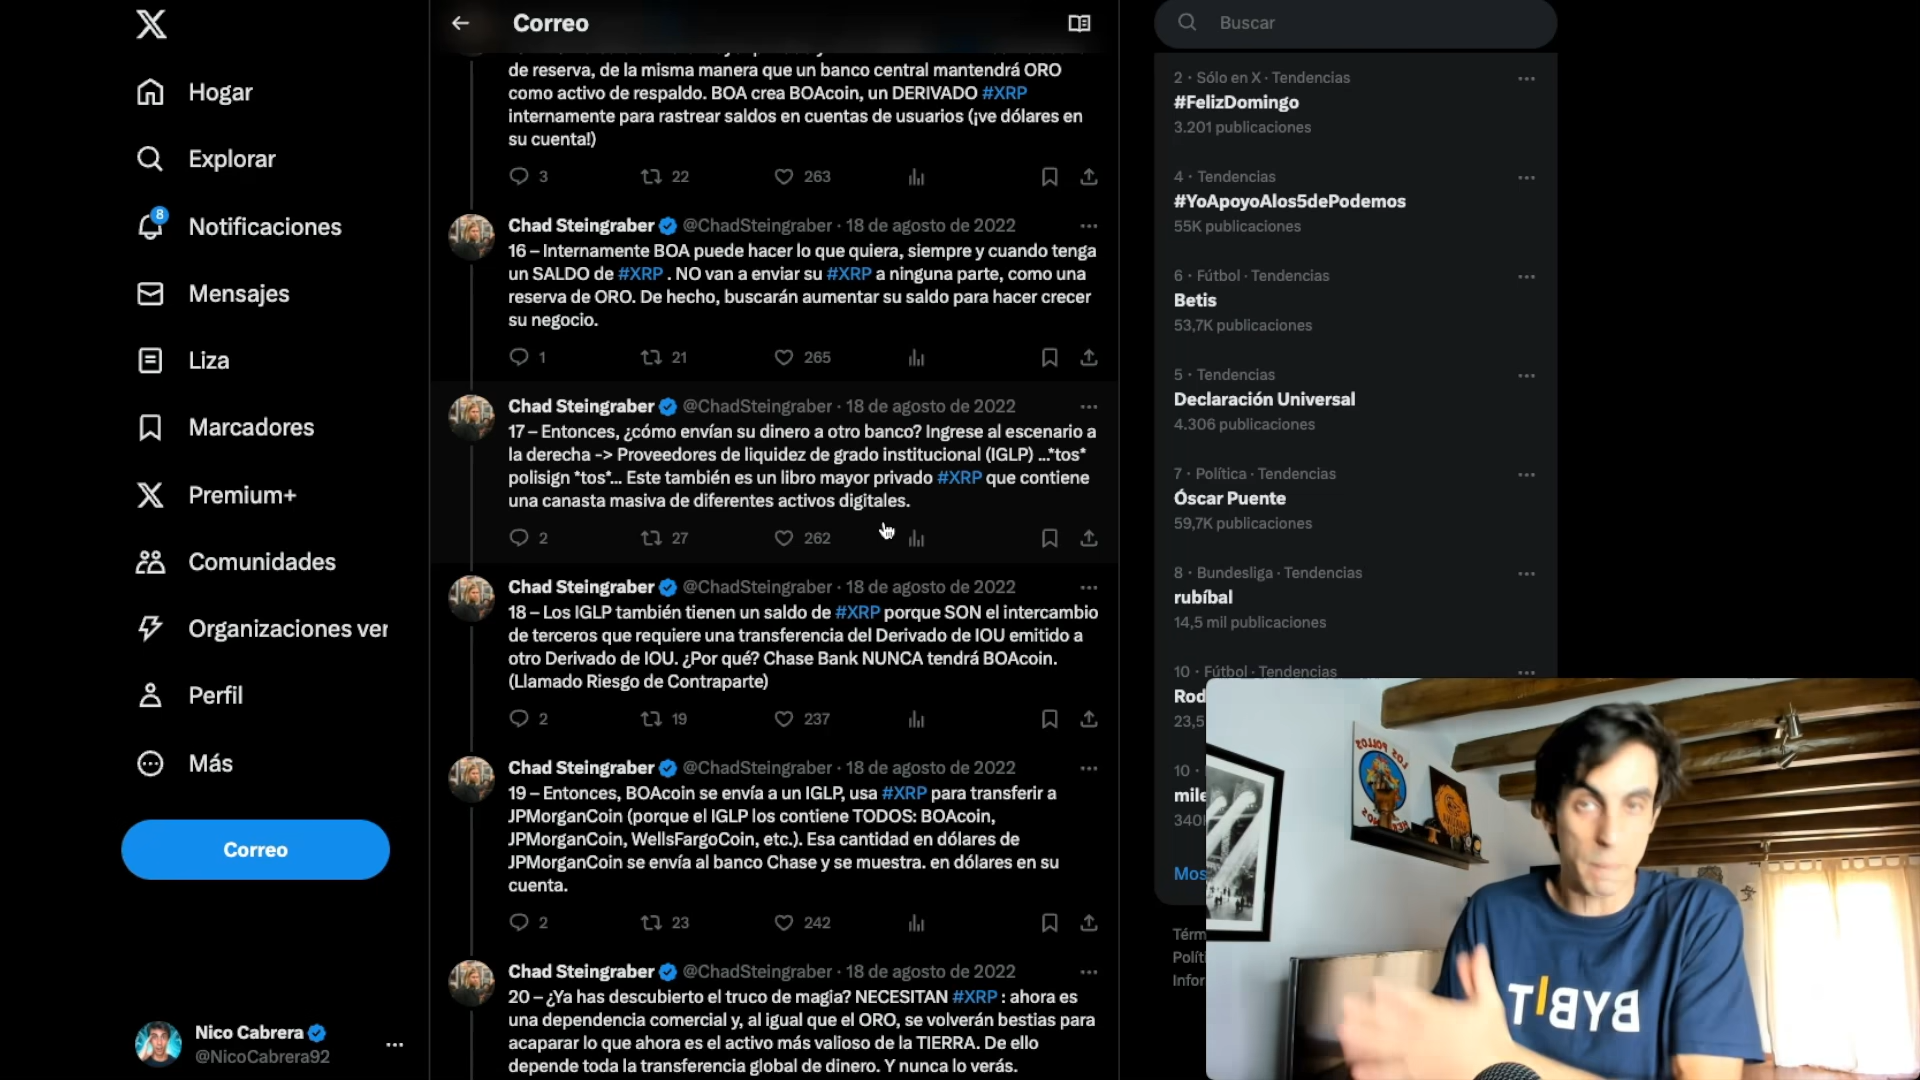 Hogar
Explorar
8
Notificaciones
Mensajes
Liza
Marcadores
Premium+
Comunidades
Organizaciones ver
Perfil
Más
Correo
Nico Cabrera
@NicoCabrera92
Correo
de reserva, de la misma manera que un banco central mantendrá ORO
como activo de respaldo. BOA crea BOAcoin, un DERIVADO #XRP
internamente para rastrear saldos en cuentas de usuarios (¡ve dólares en
su cuenta!)
3 22 263
Chad Steingraber @ChadSteingraber · 18 de agosto de 2022
16 – Internamente BOA puede hacer lo que quiera, siempre y cuando tenga
un SALDO de #XRP . NO van a enviar su #XRP a ninguna parte, como una
reserva de ORO. De hecho, buscarán aumentar su saldo para hacer crecer
su negocio.
1 21 265
Chad Steingraber @ChadSteingraber · 18 de agosto de 2022
17 – Entonces, ¿cómo envían su dinero a otro banco? Ingrese al escenario a
la derecha -> Proveedores de liquidez de grado institucional (IGLP) ...*tos*
polisign *tos*... Este también es un libro mayor privado #XRP que contiene
una canasta masiva de diferentes activos digitales.
2 27 262
Chad Steingraber @ChadSteingraber · 18 de agosto de 2022
18 – Los IGLP también tienen un saldo de #XRP porque SON el intercambio
de terceros que requiere una transferencia del Derivado de IOU emitido a
otro Derivado de IOU. ¿Por qué? Chase Bank NUNCA tendrá BOAcoin.
(Llamado Riesgo de Contraparte)
2 19 237
Chad Steingraber @ChadSteingraber · 18 de agosto de 2022
19 – Entonces, BOAcoin se envía a un IGLP, usa #XRP para transferir a
JPMorganCoin (porque el IGLP los contiene TODOS: BOAcoin,
JPMorganCoin, WellsFargoCoin, etc.). Esa cantidad en dólares de
JPMorganCoin se envía al banco Chase y se muestra. en dólares en su
cuenta.
2 23 242
Chad Steingraber @ChadSteingraber · 18 de agosto de 2022
20 – ¿Ya has descubierto el truco de magia? NECESITAN #XRP : ahora es
una dependencia comercial y, al igual que el ORO, se volverán bestias para
acaparar lo que ahora es el activo más valioso de la TIERRA. De ello
depende toda la transferencia global de dinero. Y nunca lo verás.
Buscar
2 · Sólo en X · Tendencias
#FelizDomingo
3.201 publicaciones
4 · Tendencias
#YoApoyoAlos5dePodemos
55K publicaciones
6 · Fútbol · Tendencias
Betis
53,7K publicaciones
5 · Tendencias
Declaración Universal
4.306 publicaciones
7 · Política · Tendencias
Óscar Puente
59,7K publicaciones
8 · Bundesliga · Tendencias
rubíbal
14,5 mil publicaciones
10 · Fútbol · Tendencias
Rod
23,5
10 ·
mile
340
Mos
Térm
Políti
Infor
LOS POLLOS
HERMANOS
BYBIT